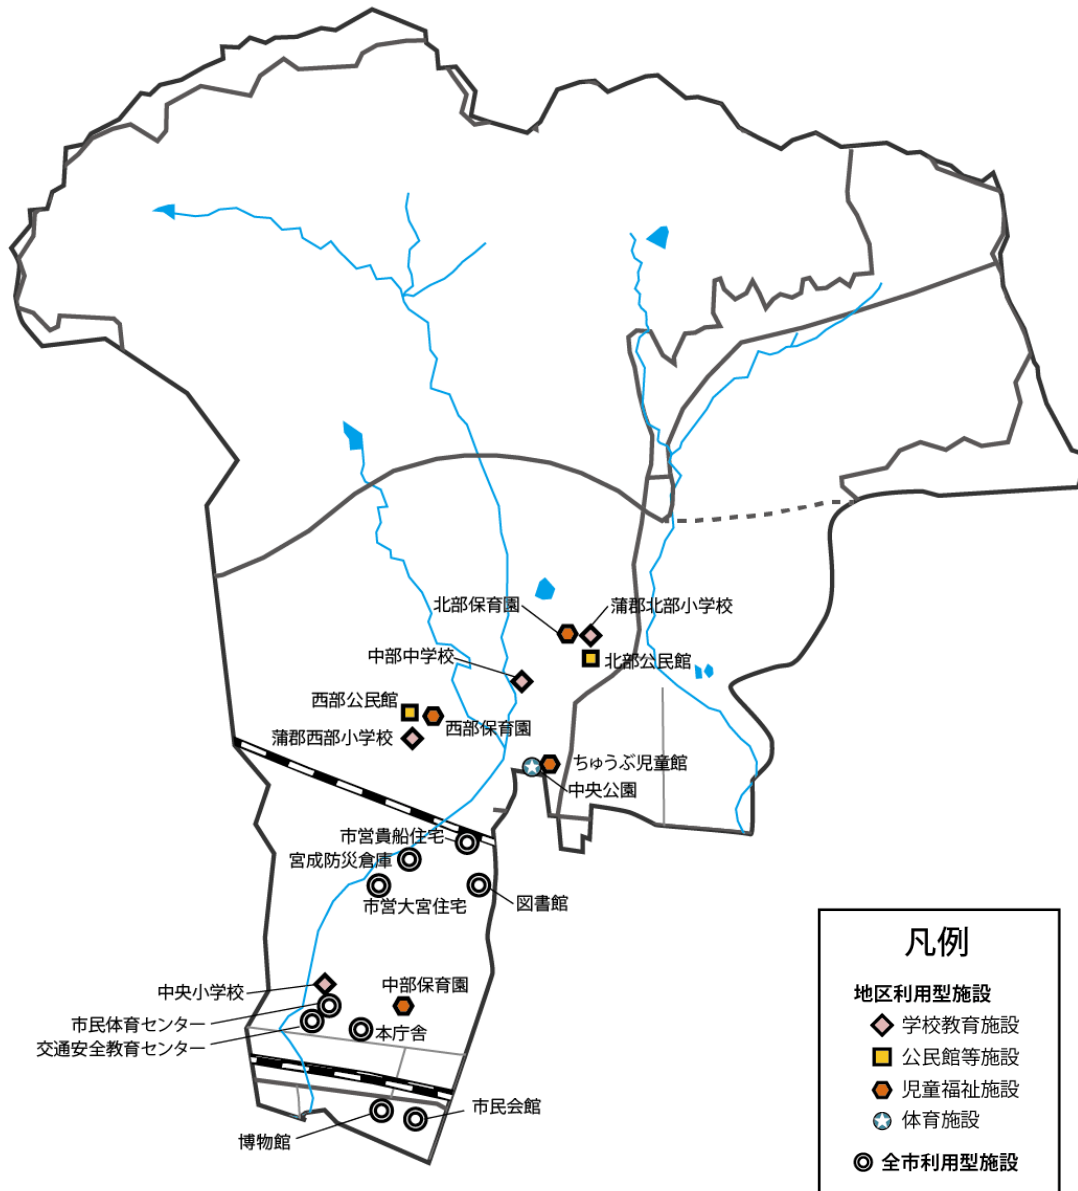 北部保育園
蒲郡北部小学校
中部中学校
北部公民館
西部公民館
西部保育園
蒲郡西部小学校
ちゅうぶ児童館
中央公園
市営貴船住宅
宮成防災倉庫
市営大宮住宅
図書館
中央小学校
中部保育園
市民体育センター
本庁舎
交通安全教育センター
市民会館
博物館
凡例
地区利用型施設
学校教育施設
公民館等施設
児童福祉施設
体育施設
全市利用型施設